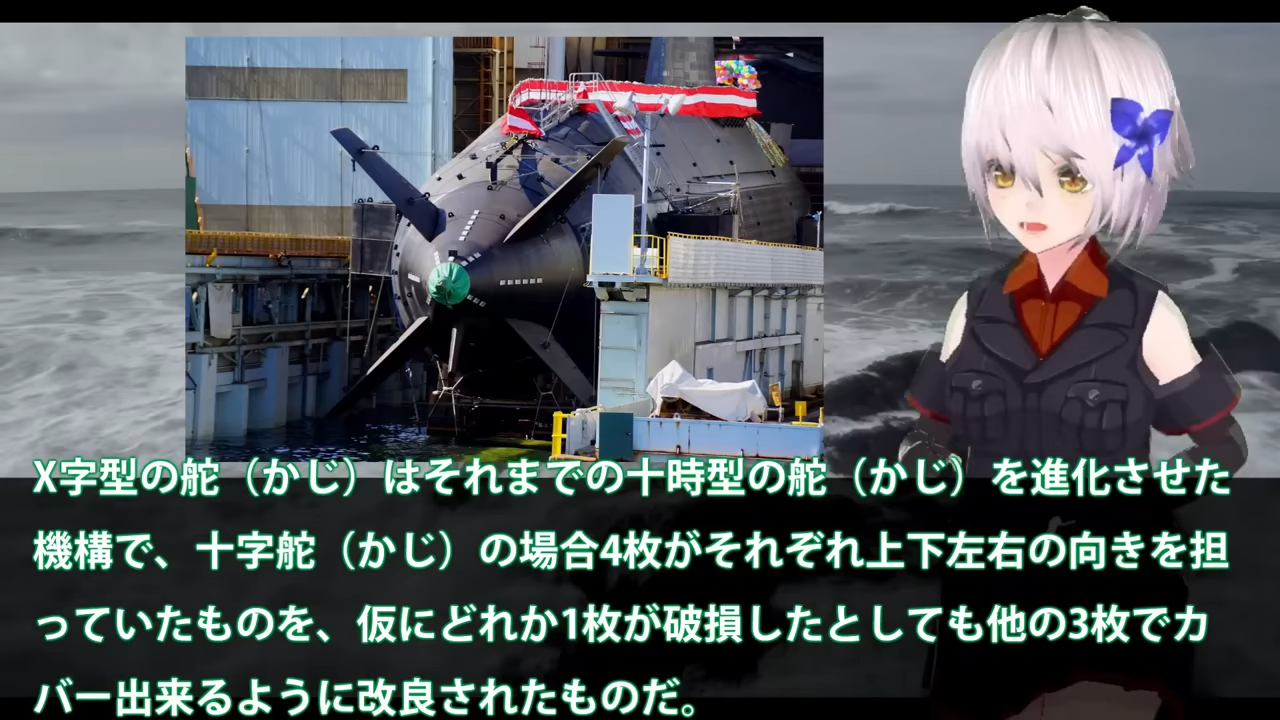 X字型の舵（かじ）はそれまでの十時型の舵（かじ）を進化させた
機構で、十字舵（かじ）の場合4枚がそれぞれ上下左右の向きを担
っていたものを、仮にどれか1枚が破損したとしても他の3枚でカ
バー出来るように改良されたものだ。